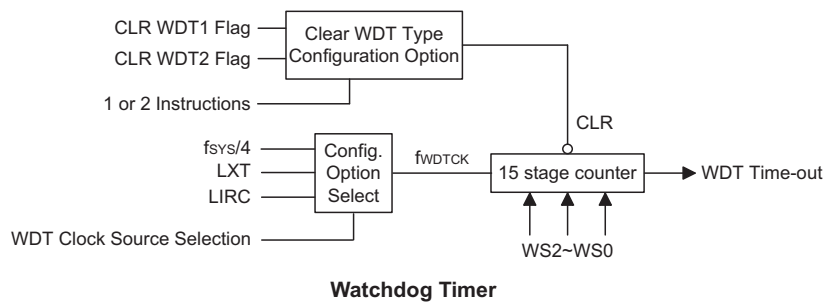 CLR WDT1 Flag
CLR WDT2 Flag
Clear WDT Type
Configuration Option
1 or 2 Instructions
CLR
fSYS/4
LXT
LIRC
Config.
Option
Select
fWDTCK
15 stage counter
WDT Time-out
WDT Clock Source Selection
WS2~WS0
Watchdog Timer